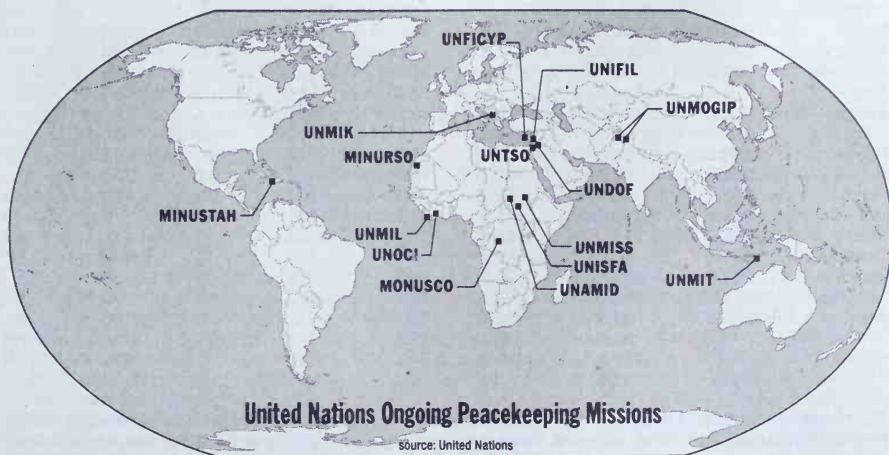 UNFICYP
UNIFIL
UNMOGIP
UNMIK
MINURSO
UNTSO
UNDOF
MINUSTAH
UNMIL
UNOCI
UNMISS
UNISFA
MONUSCO
UNAMID
UNMIT
United Nations Ongoing Peacekeeping Missions
source: United Nations